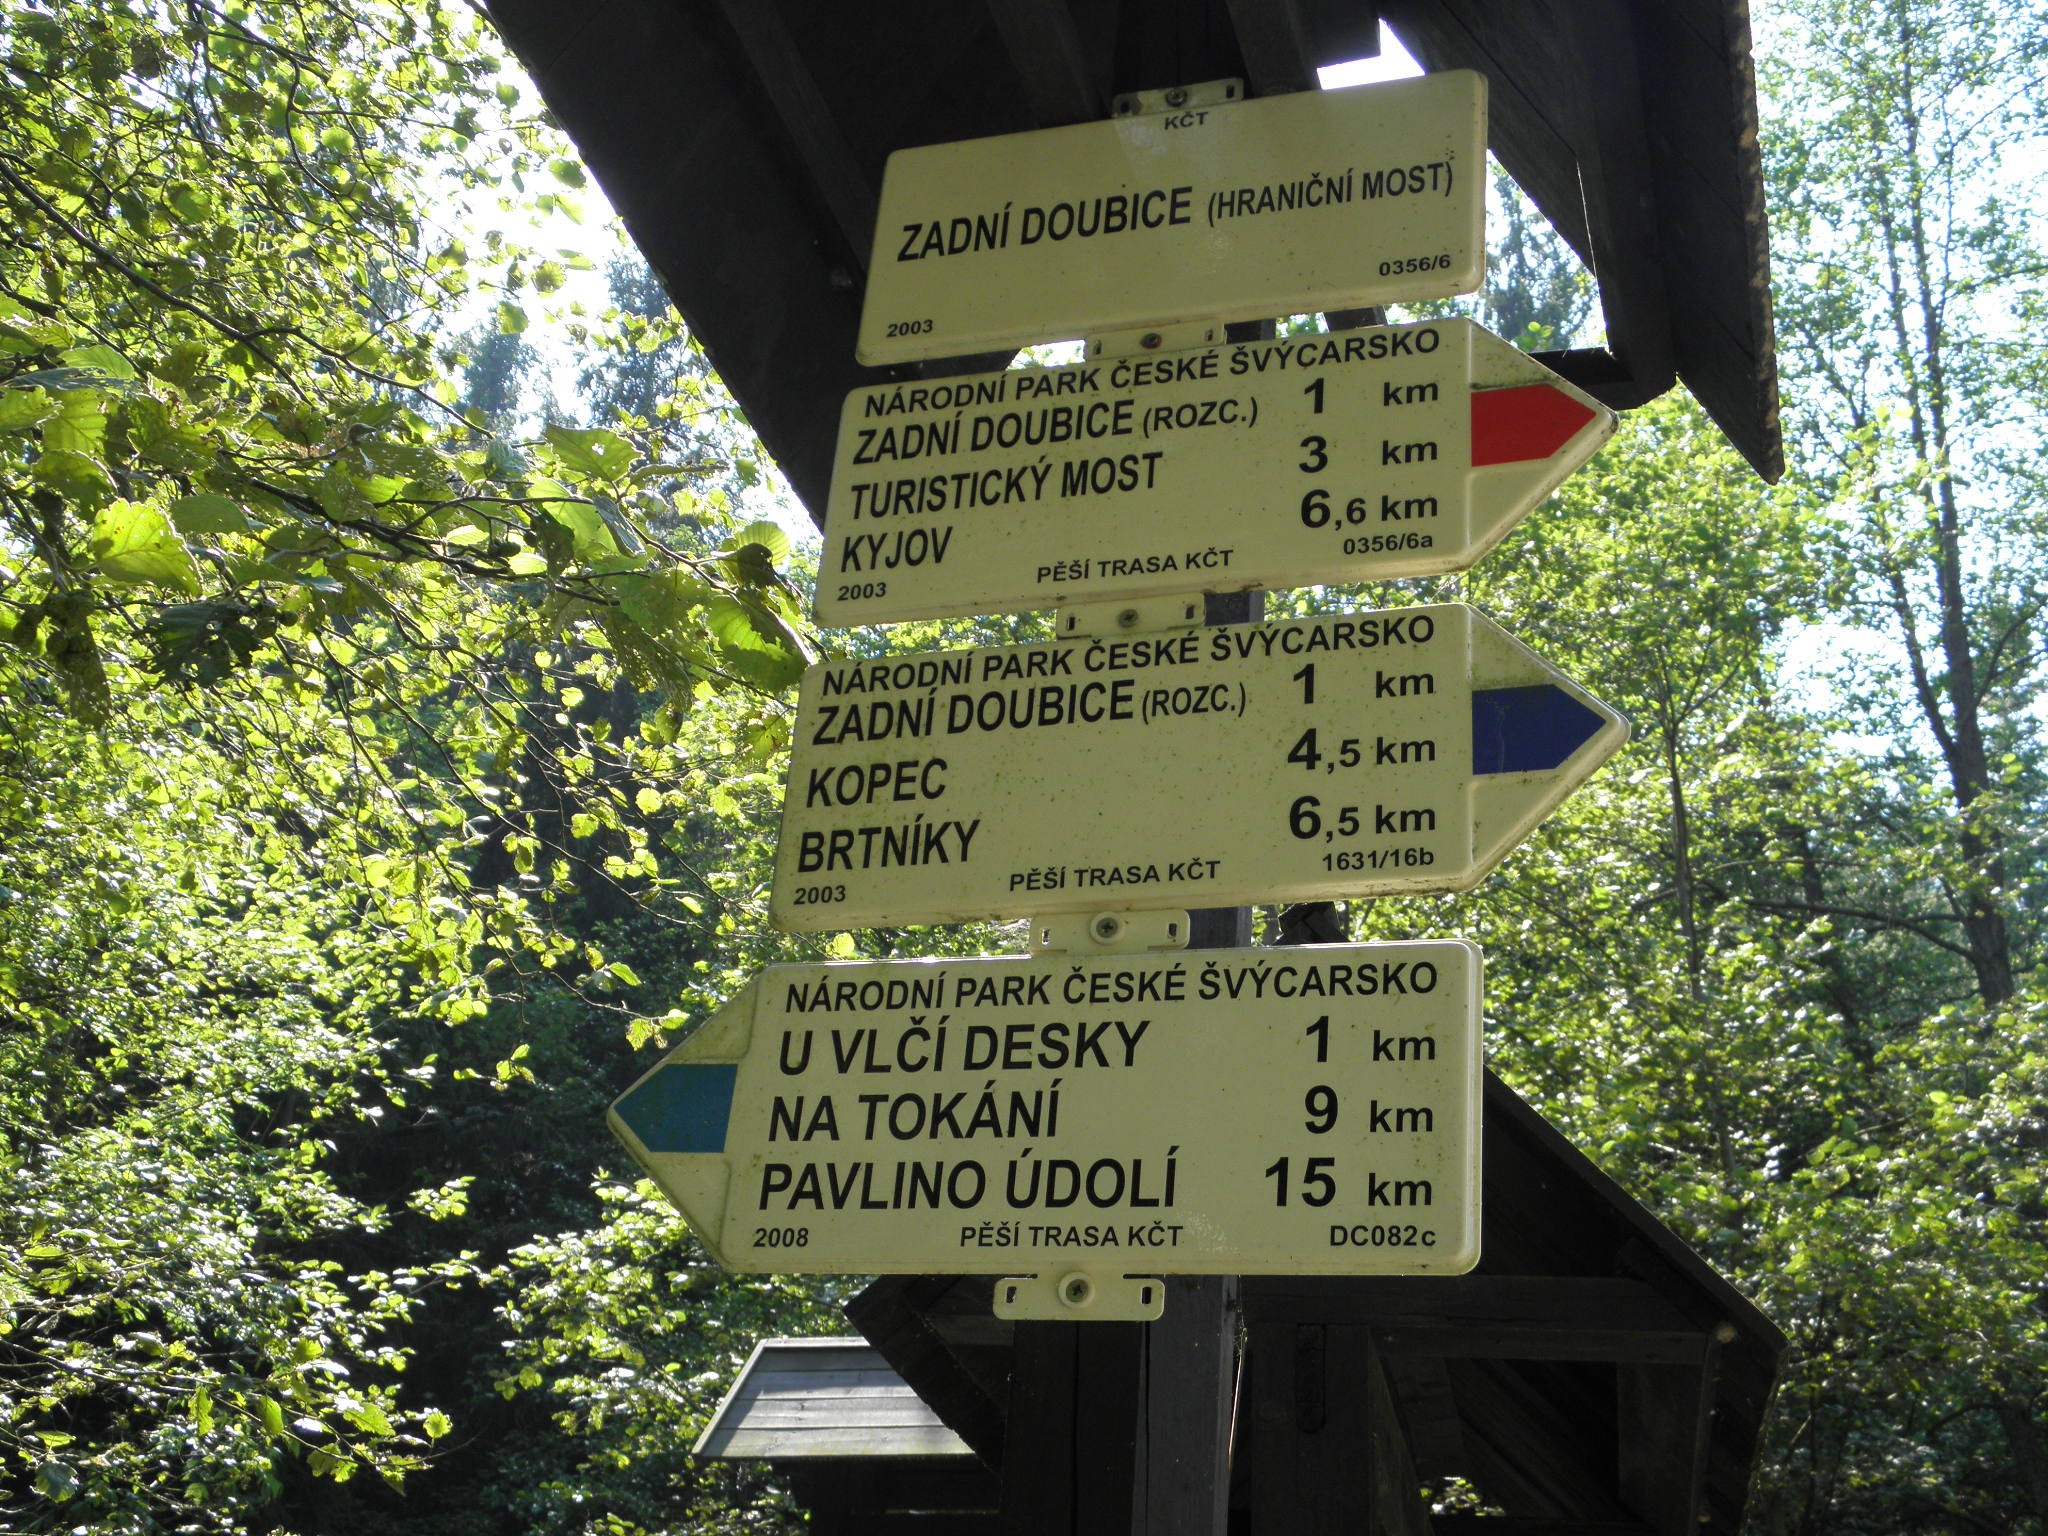 KČT
ZADNÍ DOUBICE (HRANIČNÍ MOST)
0356/6
2003
NÁRODNÍ PARK ČESKÉ ŠVÝCARSKO
ZADNÍ DOUBICE (ROZC.) 1 km
TURISTICKÝ MOST 3 km
KYJOV 6,6 km
2003 PĚŠÍ TRASA KČT 0356/6a
NÁRODNÍ PARK ČESKÉ ŠVÝCARSKO
ZADNÍ DOUBICE (ROZC.) 1 km
KOPEC 4,5 km
BRTNÍKY 6,5 km
2003 PĚŠÍ TRASA KČT 1631/16b
NÁRODNÍ PARK ČESKÉ ŠVÝCARSKO
U VLČÍ DESKY 1 km
NA TOKÁNÍ 9 km
PAVLINO ÚDOLÍ 15 km
2008 PĚŠÍ TRASA KČT DC082c